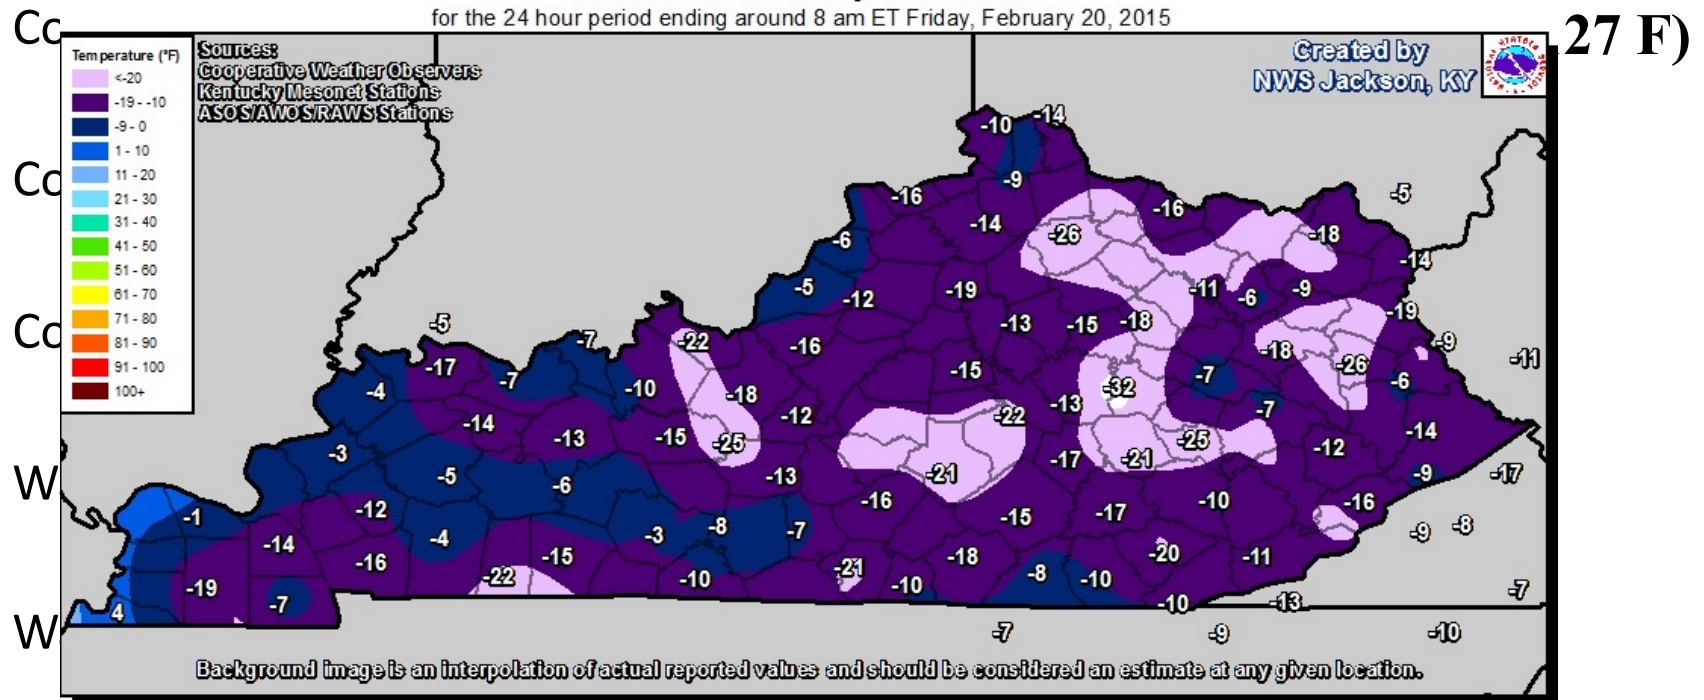 for the 24 hour period ending around 8 am ET Friday, February 20, 2015
Co
27 F)
Temperature (°F)
<-20
-19 - -10
-9 - 0
1 - 10
11 - 20
21 - 30
31 - 40
41 - 50
51 - 60
61 - 70
71 - 80
81 - 90
91 - 100
100+
Sources:
Cooperative Weather Observers
Kentucky Mesonet Stations
ASOS/AWOS/RAWS Stations
Created by
NWS Jackson, KY
-10 -14
-9
Co
-16 -5
-16
-14
-26 -18
-6
-14
-5 -12 -19 -11 -6 -9
-19
-5 -13 -15 -18
Co
-7 -22 -16 -18 -9
-17 -7 -15 -26 -11
-4 -10 -18 -32 -7 -6
-12 -22 -13 -7
-14 -13 -15 -25 -25 -12 -14
-3 -17 -21
-5 -6 -13 -21 -9 -17
W
-12 -16 -10 -16
-1 -15 -17
-4 -3 -8 -7 -9 -8
-14 -15 -18 -20 -11
-16 -22 -10 -21 -10 -8 -10
-19 -7 -10 -13 -7
4
W
-7 -9 -10
Background image is an interpolation of actual reported values and should be considered an estimate at any given location.